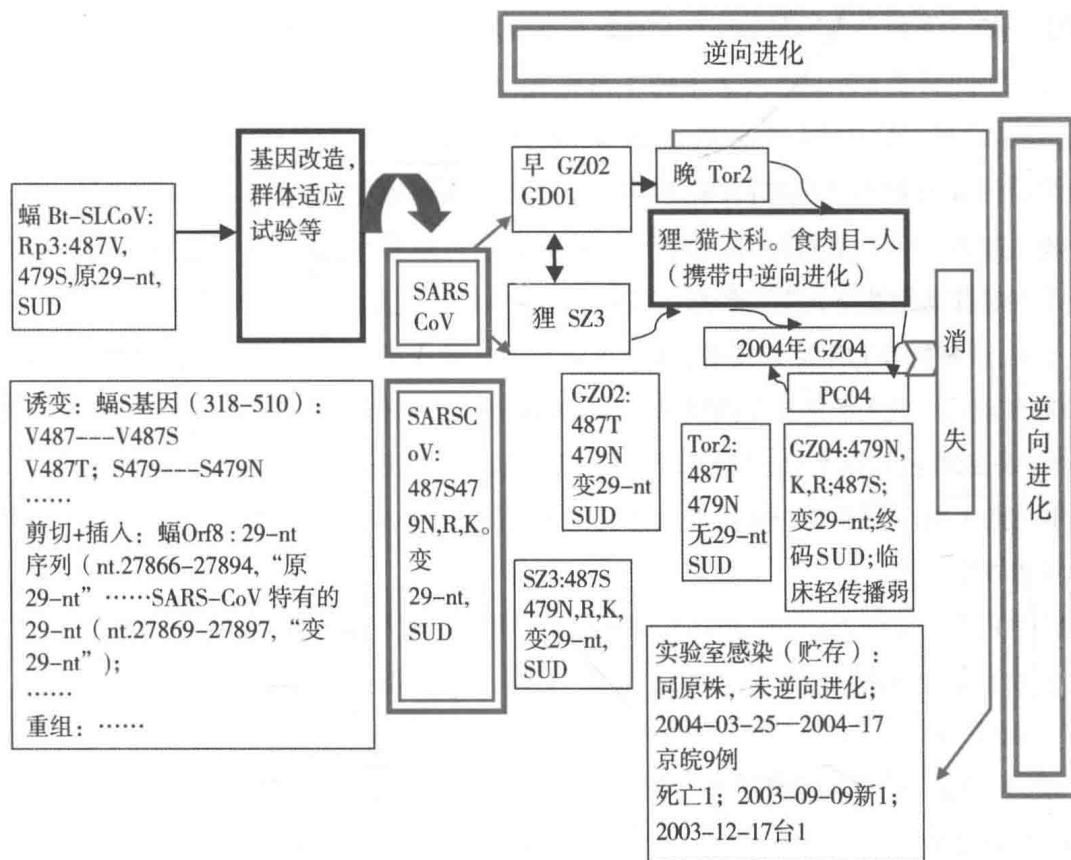 逆向进化
蝠 Bt-SLCoV:
Rp3:487V,
479S,原29-nt,
SUD
基因改造,
群体适应
试验等
SARS
CoV
早 GZ02
GD01
晚 Tor2
狸 SZ3
狸-猫犬科。食肉目-人
(携带中逆向进化)
2004年 GZ04
PC04
消
失
逆向进化
诱变:蝠S基因(318-510):
V487---V487S
V487T; S479---S479N
……
剪切+插入:蝠Orf8 : 29-nt
序列(nt.27866-27894, “原
29-nt” ……SARS-CoV 特有的
29-nt(nt.27869-27897, “变
29-nt” );
……
重组:……
SARSC
oV:
487S47
9N,R,K。
变
29-nt,
SUD
GZ02:
487T
479N
变29-nt
SUD
SZ3:487S
479N,R,K,
变29-nt,
SUD
Tor2:
487T
479N
无29-nt
SUD
GZ04:479N,
K,R;487S;
变29-nt;终
码SUD;临
床轻传播弱
实验室感染(贮存):
同原株,未逆向进化;
2004-03-25—2004-17
京皖9例
死亡1; 2003-09-09新1;
2003-12-17台1